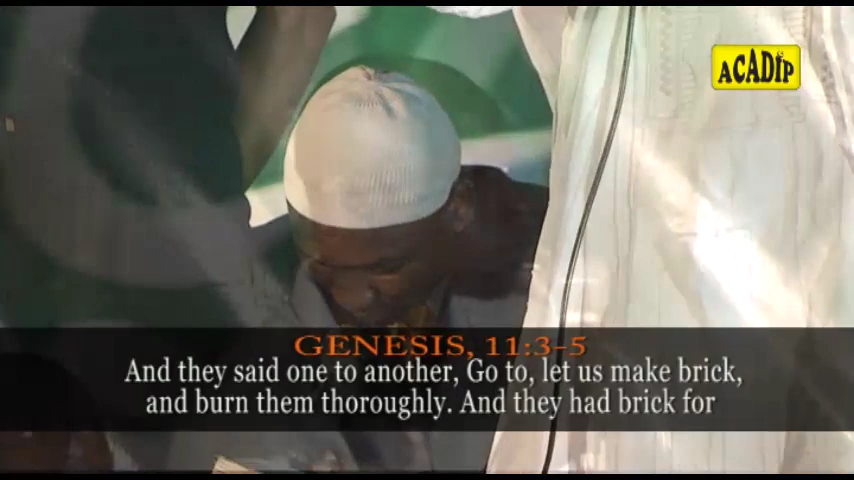 ACADIP
GENESIS, 11:3-5
And they said one to another, Go to, let us make brick,
and burn them thoroughly. And they had brick for